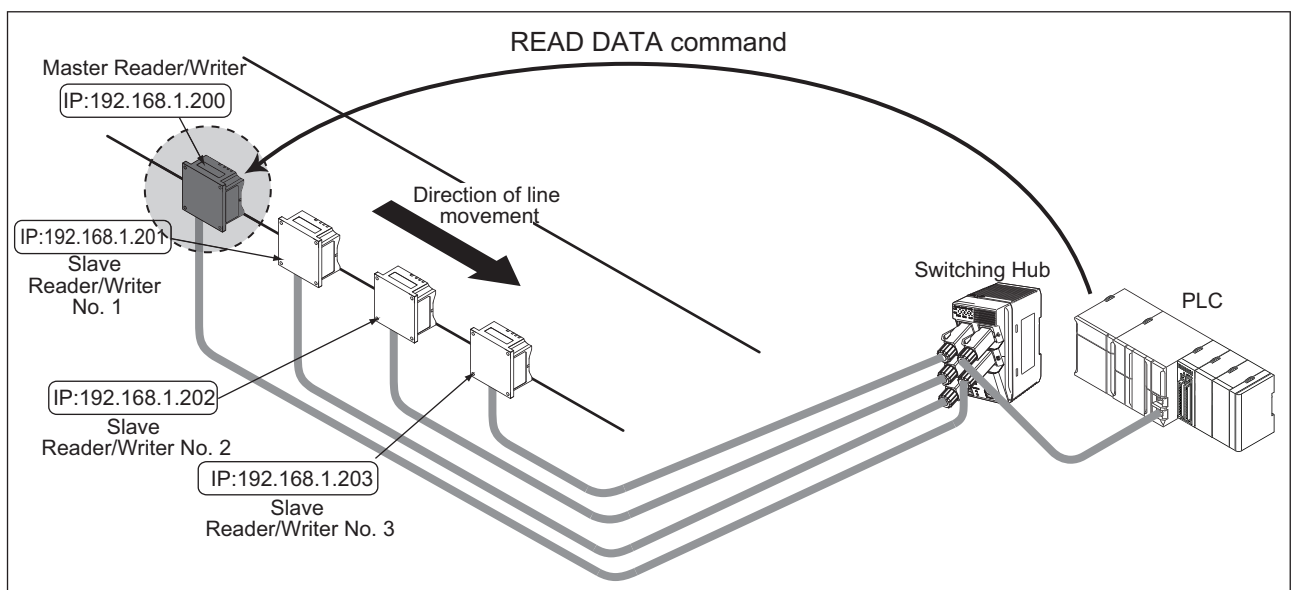 READ DATA command
Master Reader/Writer
IP:192.168.1.200
Direction of line
movement
IP:192.168.1.201
Slave
Reader/Writer
No. 1
Switching Hub
PLC
IP:192.168.1.202
Slave
Reader/Writer No. 2
IP:192.168.1.203
Slave
Reader/Writer No. 3